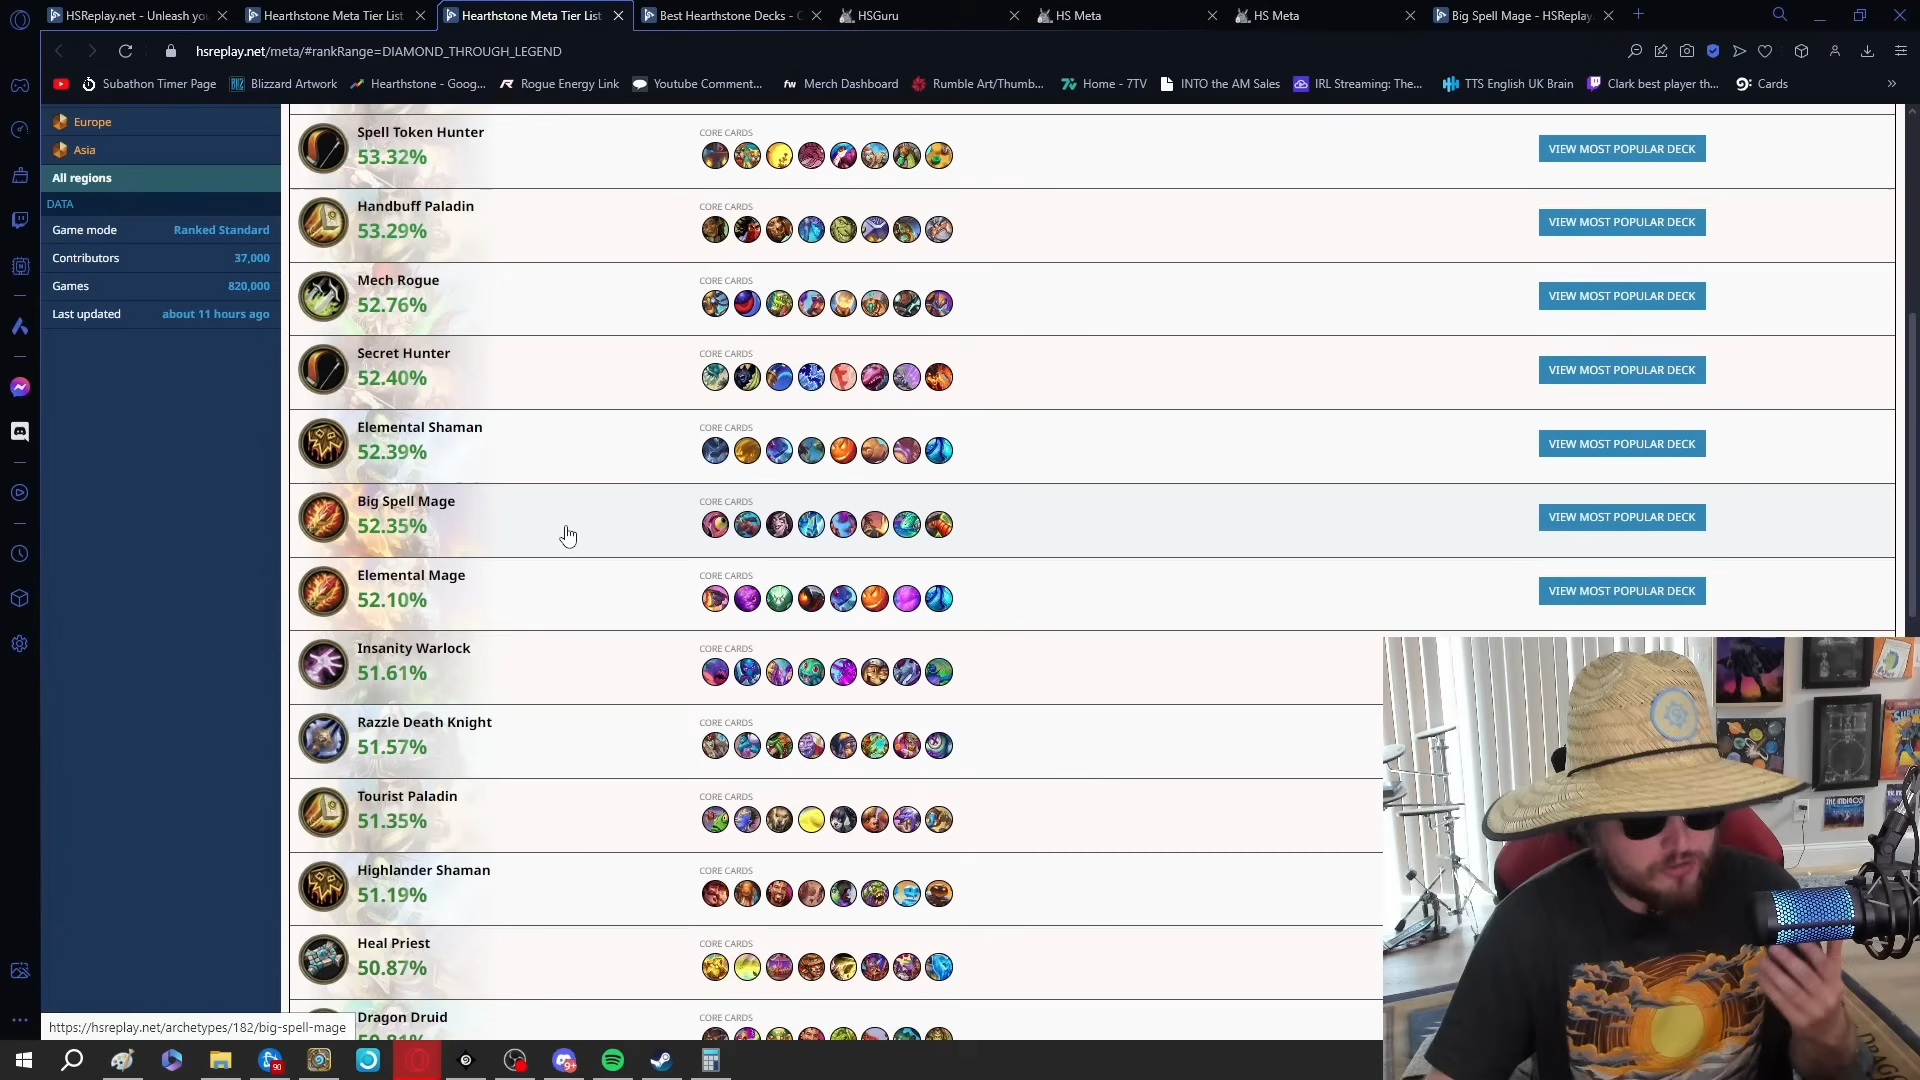 HSReplay.net - Unleash yo
Hearthstone Meta Tier List
Hearthstone Meta Tier List
Best Hearthstone Decks - C
HSGuru
HS Meta
HS Meta
Big Spell Mage - HSReplay
hsreplay.net/meta/#rankRange=DIAMOND_THROUGH_LEGEND
Subathon Timer Page
Blizzard Artwork
Hearthstone - Goog...
Rogue Energy Link
Youtube Comment...
fw Merch Dashboard
Rumble Art/Thumb...
Home - 7TV
INTO the AM Sales
IRL Streaming: The...
TTS English UK Brain
Clark best player th...
Cards
Europe
Asia
All regions
DATA
Game mode Ranked Standard
Contributors 37,000
Games 820,000
Last updated about 11 hours ago
Spell Token Hunter
53.32%
CORE CARDS
VIEW MOST POPULAR DECK
Handbuff Paladin
53.29%
CORE CARDS
VIEW MOST POPULAR DECK
Mech Rogue
52.76%
CORE CARDS
VIEW MOST POPULAR DECK
Secret Hunter
52.40%
CORE CARDS
VIEW MOST POPULAR DECK
Elemental Shaman
52.39%
CORE CARDS
VIEW MOST POPULAR DECK
Big Spell Mage
52.35%
CORE CARDS
VIEW MOST POPULAR DECK
Elemental Mage
52.10%
CORE CARDS
VIEW MOST POPULAR DECK
Insanity Warlock
51.61%
CORE CARDS
Razzle Death Knight
51.57%
CORE CARDS
Tourist Paladin
51.35%
CORE CARDS
Highlander Shaman
51.19%
CORE CARDS
Heal Priest
50.87%
CORE CARDS
Dragon Druid
50.81%
https://hsreplay.net/archetypes/182/big-spell-mage
90
9+
THE INDIGOS